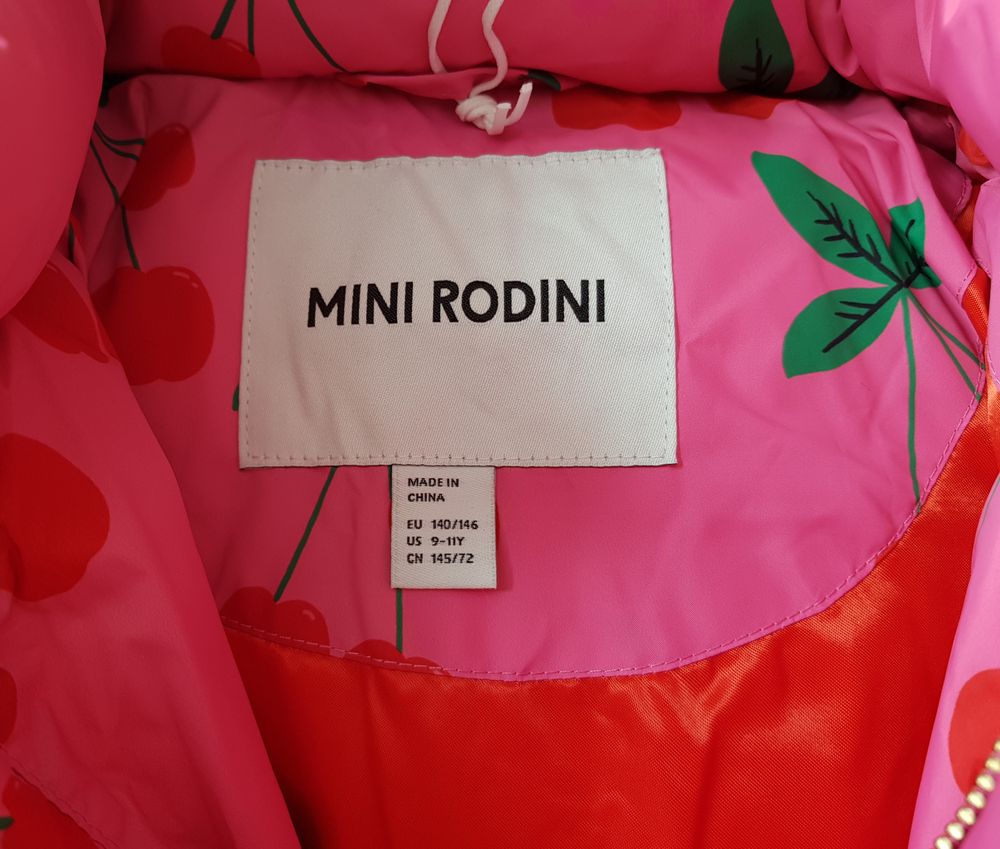 MINI RODINI
MADE IN
CHINA
EU 140/146
US 9-11Y
CN 145/72